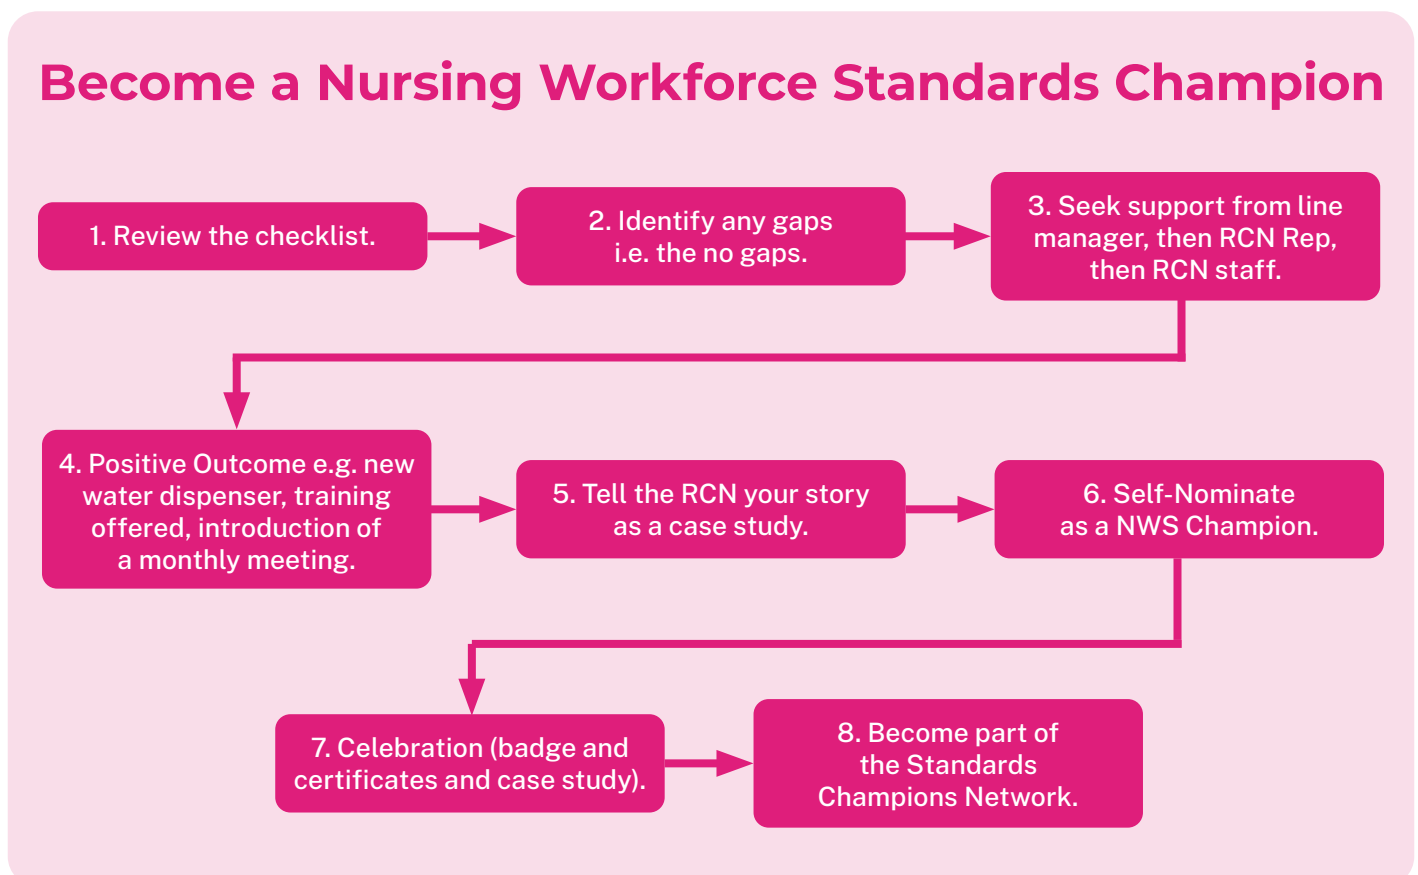 Become a Nursing Workforce Standards Champion
1. Review the checklist.
2. Identify any gaps
i.e. the no gaps.
3. Seek support from line
manager, then RCN Rep,
then RCN staff.
4. Positive Outcome e.g. new
water dispenser, training
offered, introduction of
a monthly meeting.
5. Tell the RCN your story
as a case study.
6. Self-Nominate
as a NWS Champion.
7. Celebration (badge and
certificates and case study).
8. Become part of
the Standards
Champions Network.